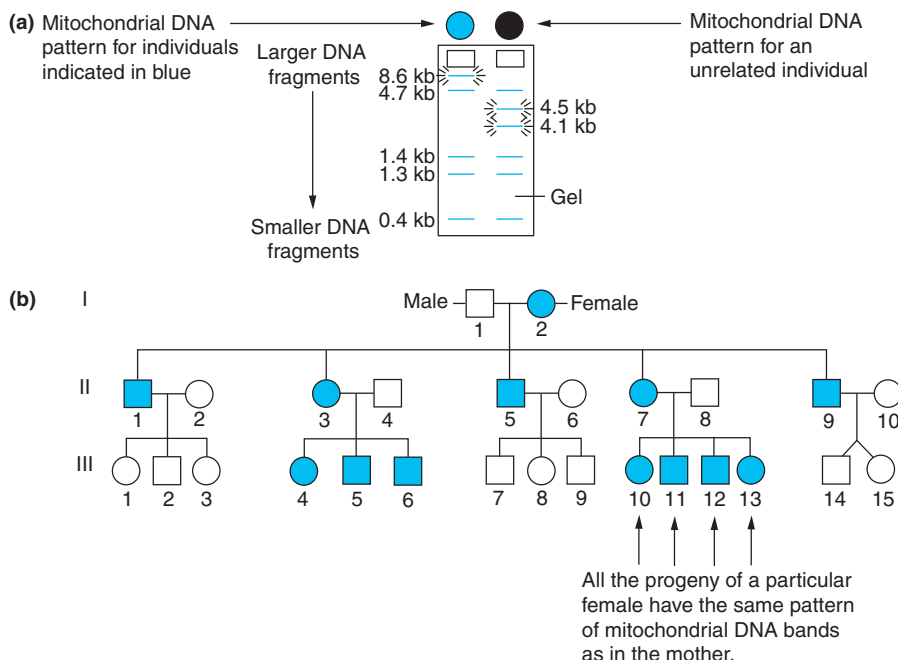 (a) Mitochondrial DNA
pattern for individuals
indicated in blue
Larger DNA
fragments
Smaller DNA
fragments
Mitochondrial DNA
pattern for an
unrelated individual
8.6 kb
4.7 kb
4.5 kb
4.1 kb
1.4 kb
1.3 kb
0.4 kb
Gel
(b)
I
Male
Female
1 2
II
1 2 3 4 5 6 7 8 9 10
III
1 2 3 4 5 6 7 8 9 10 11 12 13 14 15
All the progeny of a particular
female have the same pattern
of mitochondrial DNA bands
as in the mother.